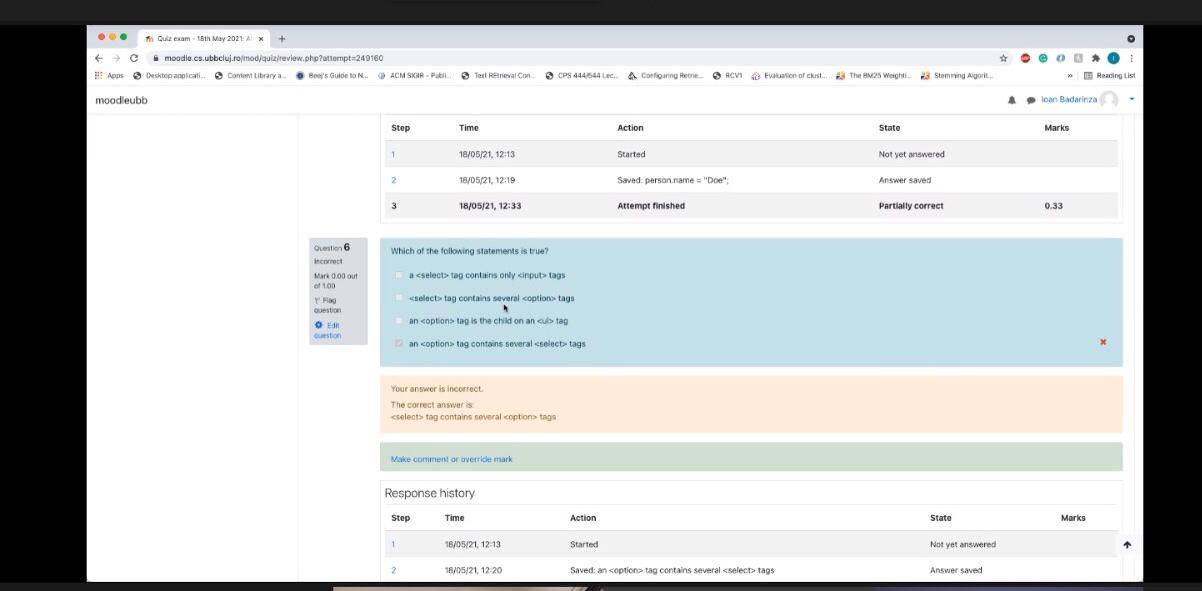 Quiz exam - 18th May 2021: A
moodle.cs.ubbcluj.ro/mod/quiz/review.php?attempt=249160
Apps Desktop applicati... Content Library a... Beej's Guide to N... ACM SIGIR - Publi... Text REtrieval Con... CPS 444/544 Lec... Configuring Retrie... RCV1 Evaluation of clust... The BM25 Weighti... Stemming Algorit... » Reading List
moodleubb
Ioan Badarinza
Step Time Action State Marks
1 18/05/21, 12:13 Started Not yet answered
2 18/05/21, 12:19 Saved: person.name = "Doe"; Answer saved
3 18/05/21, 12:33 Attempt finished Partially correct 0.33
Question 6
Incorrect
Mark 0.00 out
of 1.00
Flag
question
Edit
question
Which of the following statements is true?
a <select> tag contains only <input> tags
<select> tag contains several <option> tags
an <option> tag is the child on an <ul> tag
an <option> tag contains several <select> tags
Your answer is incorrect.
The correct answer is:
<select> tag contains several <option> tags
Make comment or override mark
Response history
Step Time Action State Marks
1 18/05/21, 12:13 Started Not yet answered
2 18/05/21, 12:20 Saved: an <option> tag contains several <select> tags Answer saved